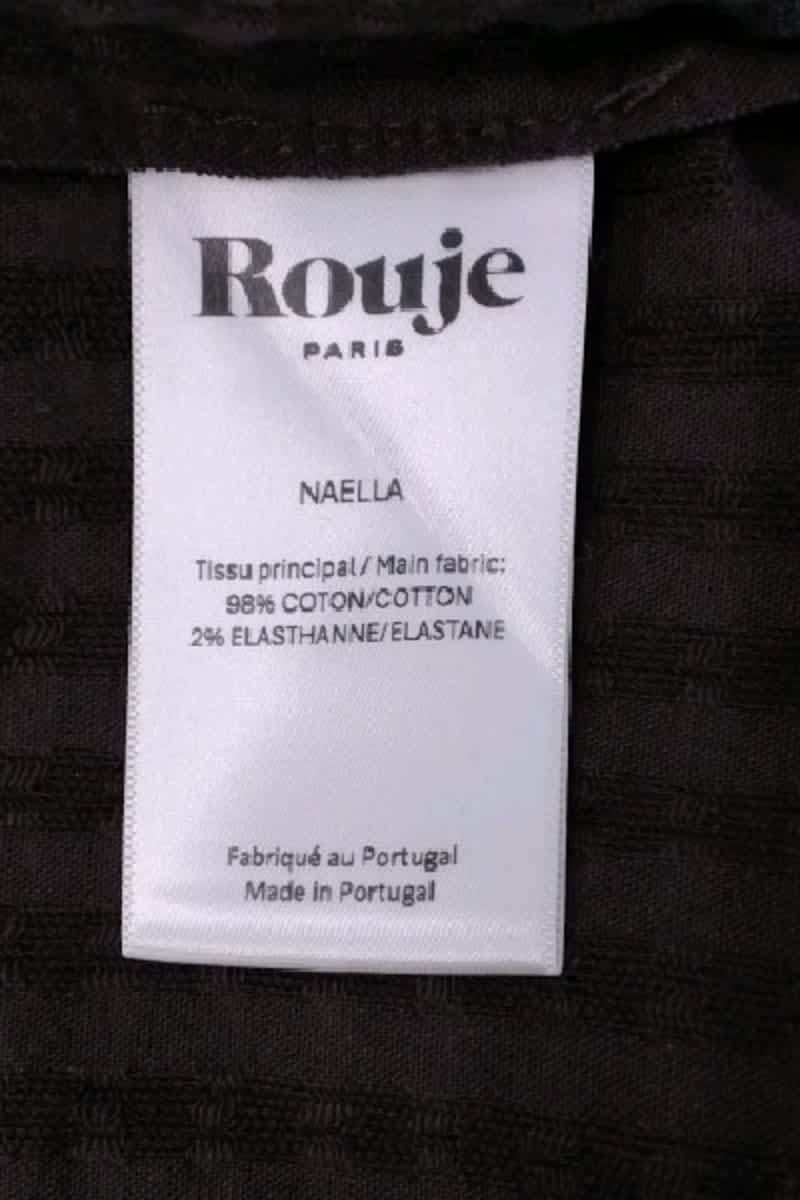 Rouje
PARIS
NAELLA
Tissu principal / Main fabric:
98% COTON/COTTON
2% ELASTHANNE/ELASTANE
Fabriqué au Portugal
Made in Portugal